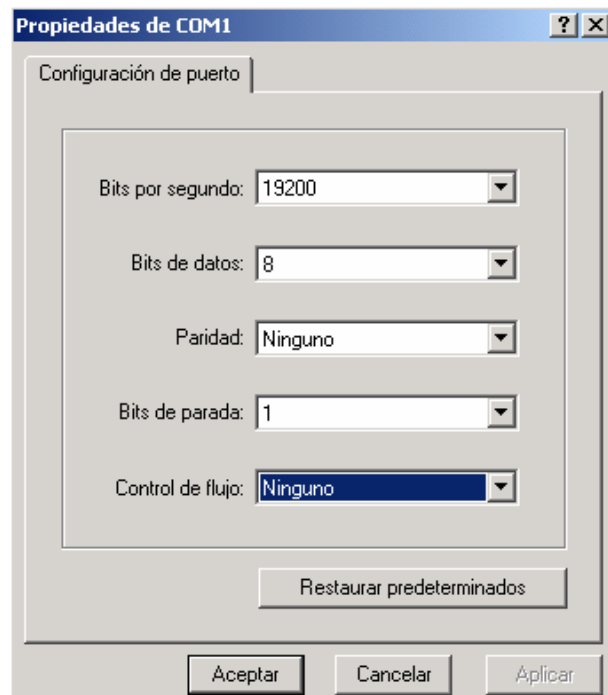 Propiedades de COM1
Configuración de puerto
Bits por segundo: 19200
Bits de datos: 8
Paridad: Ninguno
Bits de parada: 1
Control de flujo: Ninguno
Restaurar predeterminados
Aceptar Cancelar Aplicar